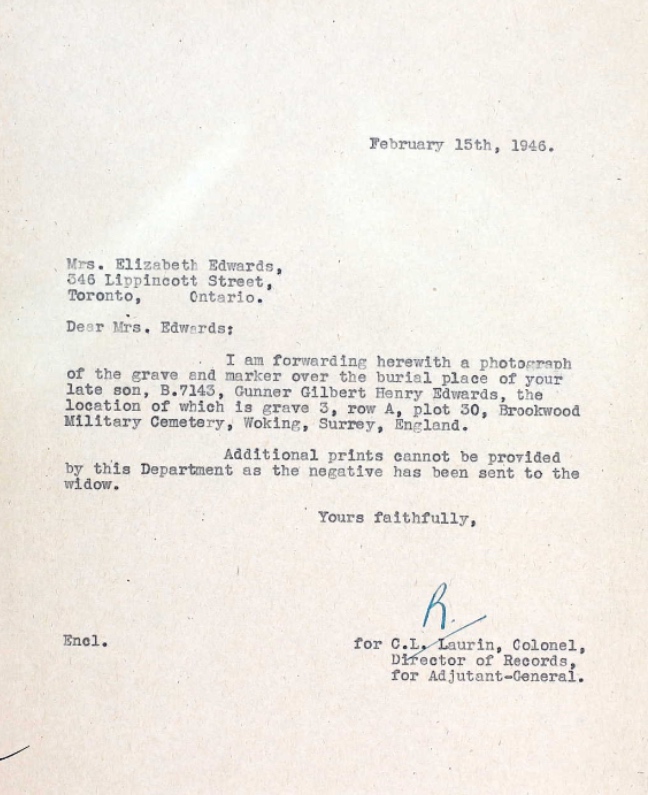 February 15th, 1946.
Mrs. Elizabeth Edwards,
346 Lippincott Street,
Toronto, Ontario.
Dear Mrs. Edwards:
I am forwarding herewith a photograph
of the grave and marker over the burial place of your
late son, B.7143, Gunner Gilbert Henry Edwards, the
location of which is grave 3, row A, plot 30, Brookwood
Military Cemetery, Woking, Surrey, England.
Additional prints cannot be provided
by this Department as the negative has been sent to the
widow.
Yours faithfully,
R.
Encl.
for C.L. Laurin, Colonel,
Director of Records,
for Adjutant-General.